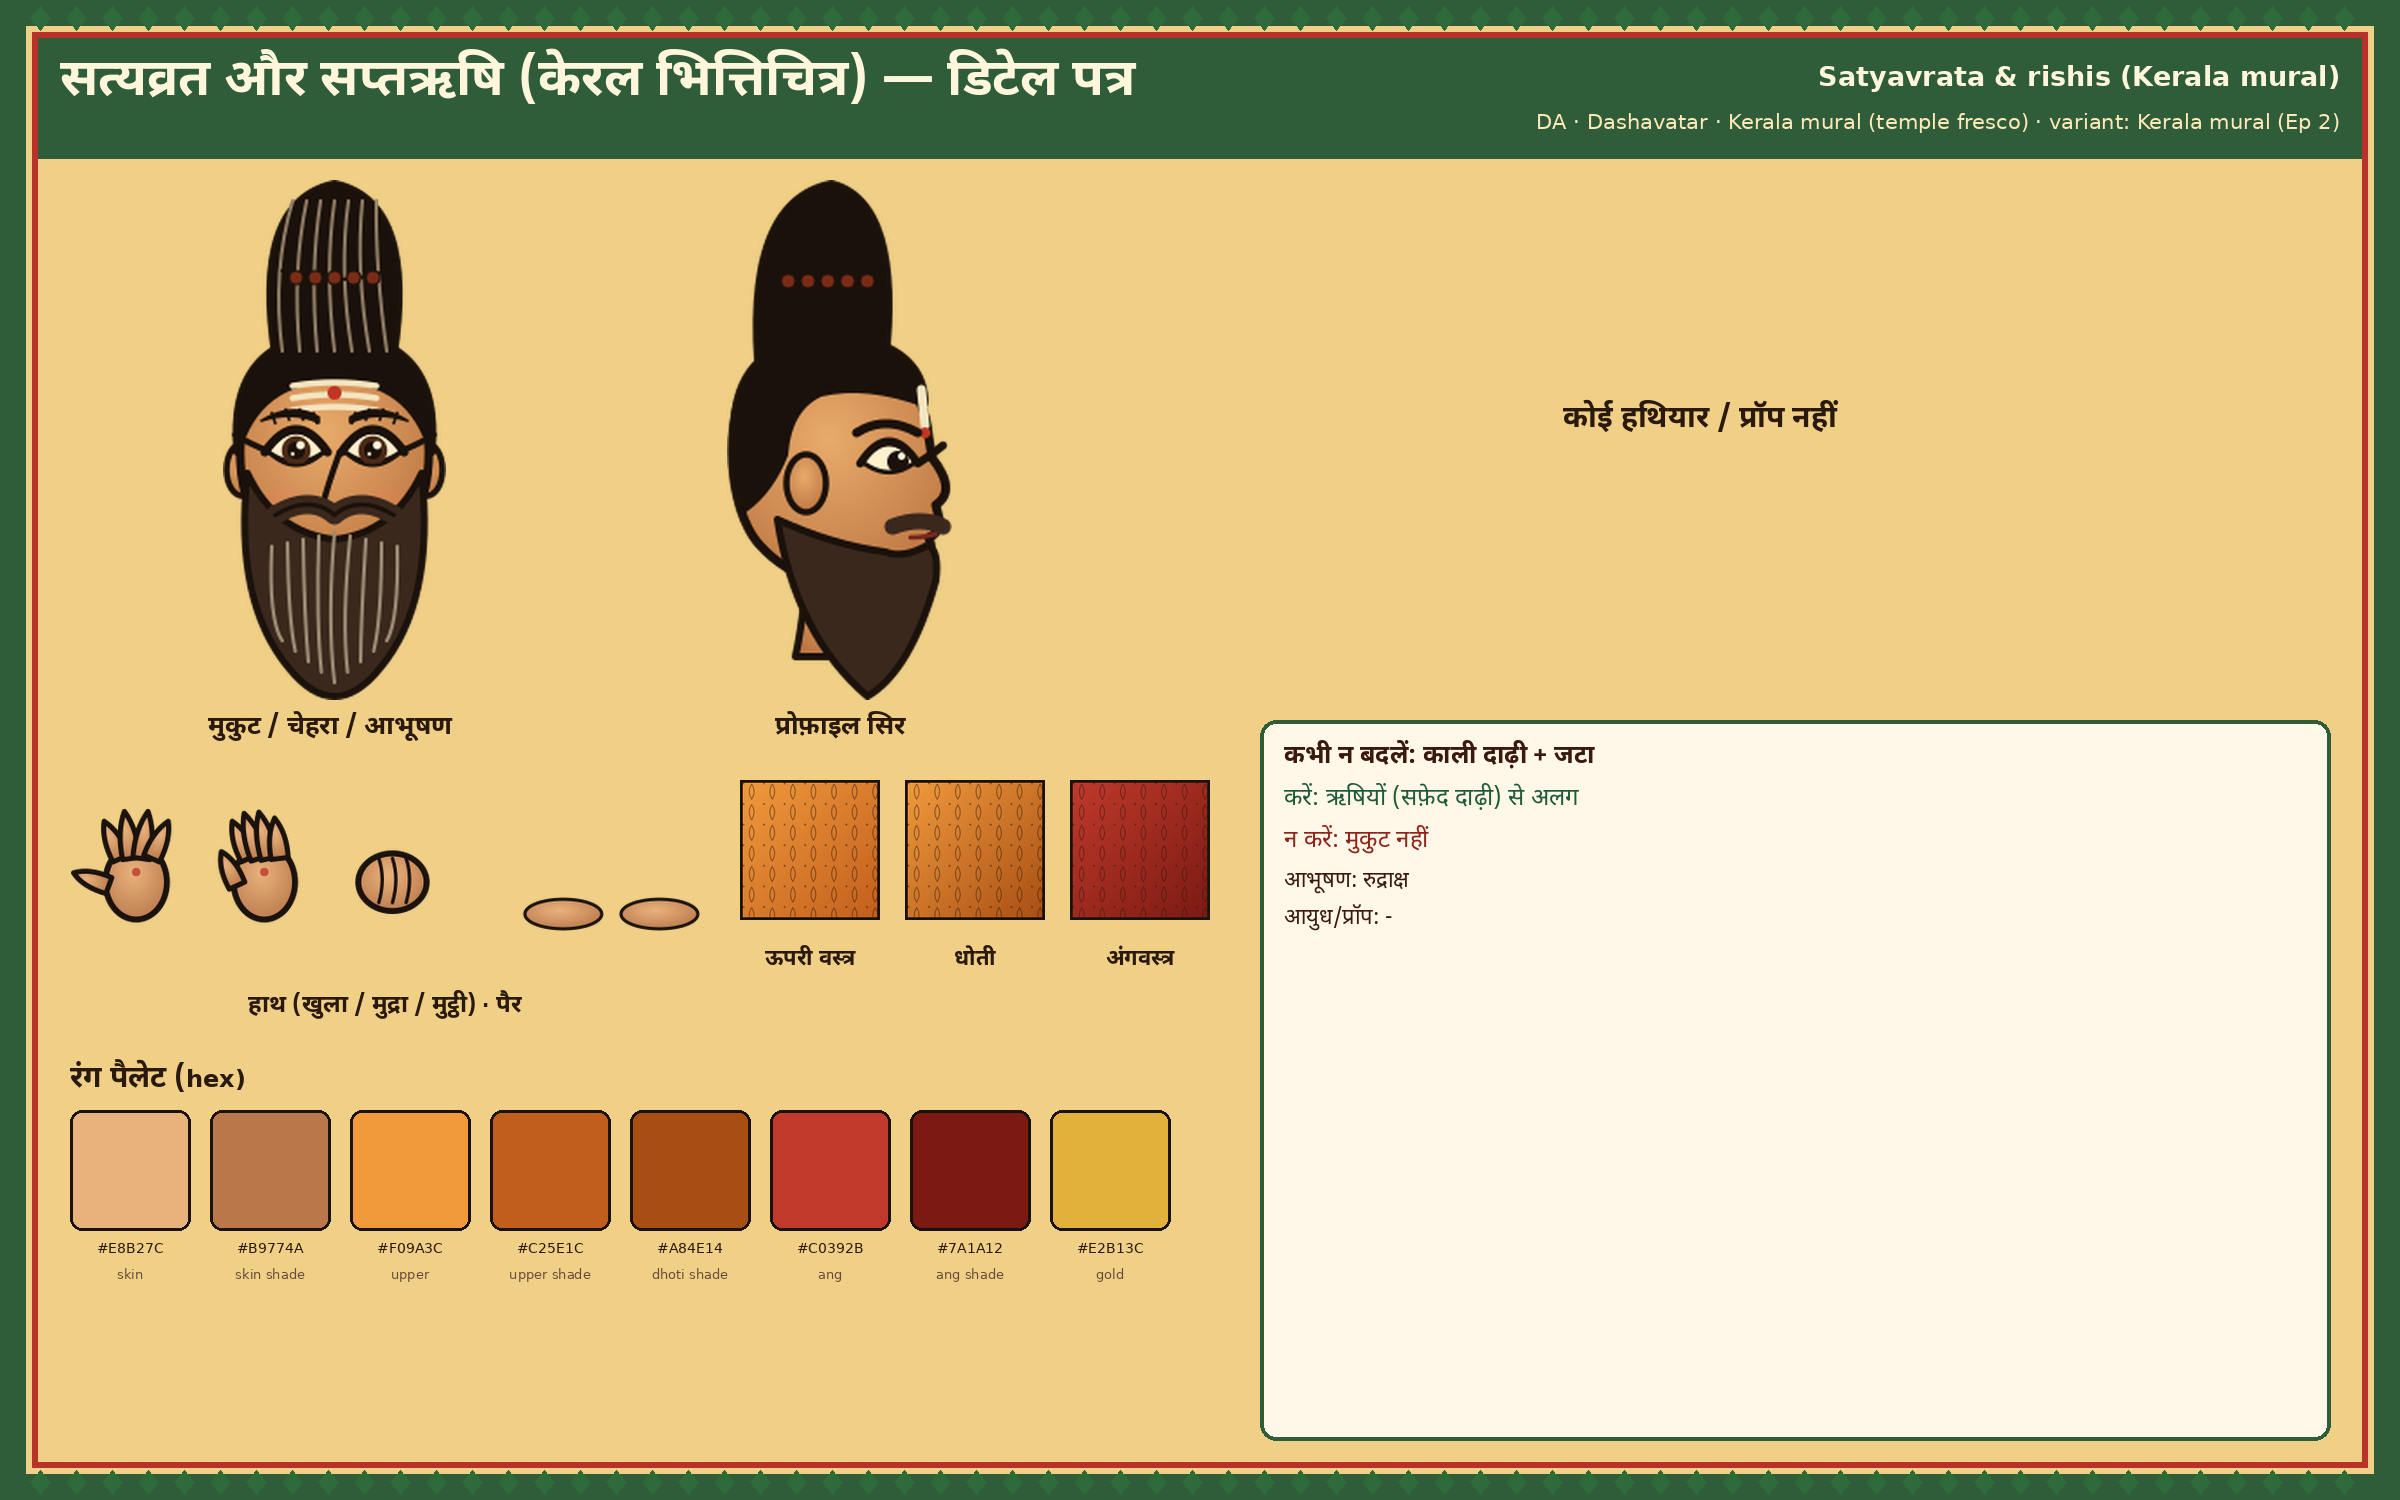 सत्यव्रत और सप्तऋषि (केरल भित्तिचित्र) — डिटेल पत्र
Satyavrata & rishis (Kerala mural)
DA · Dashavatar · Kerala mural (temple fresco) · variant: Kerala mural (Ep 2)
कोई हथियार / प्रॉप नहीं
मुकुट / चेहरा / आभूषण
प्रोफ़ाइल सिर
कभी न बदलें: काली दाढ़ी + जटा
करें: ऋषियों (सफ़ेद दाढ़ी) से अलग
न करें: मुकुट नहीं
आभूषण: रुद्राक्ष
आयुध/प्रॉप: -
ऊपरी वस्त्र
धोती
अंगवस्त्र
हाथ (खुला / मुद्रा / मुट्ठी) · पैर
रंग पैलेट (hex)
#E8B27C
#B9774A
#F09A3C
#C25E1C
#A84E14
#C0392B
#7A1A12
#E2B13C
skin
skin shade
upper
upper shade
dhoti shade
ang
ang shade
gold